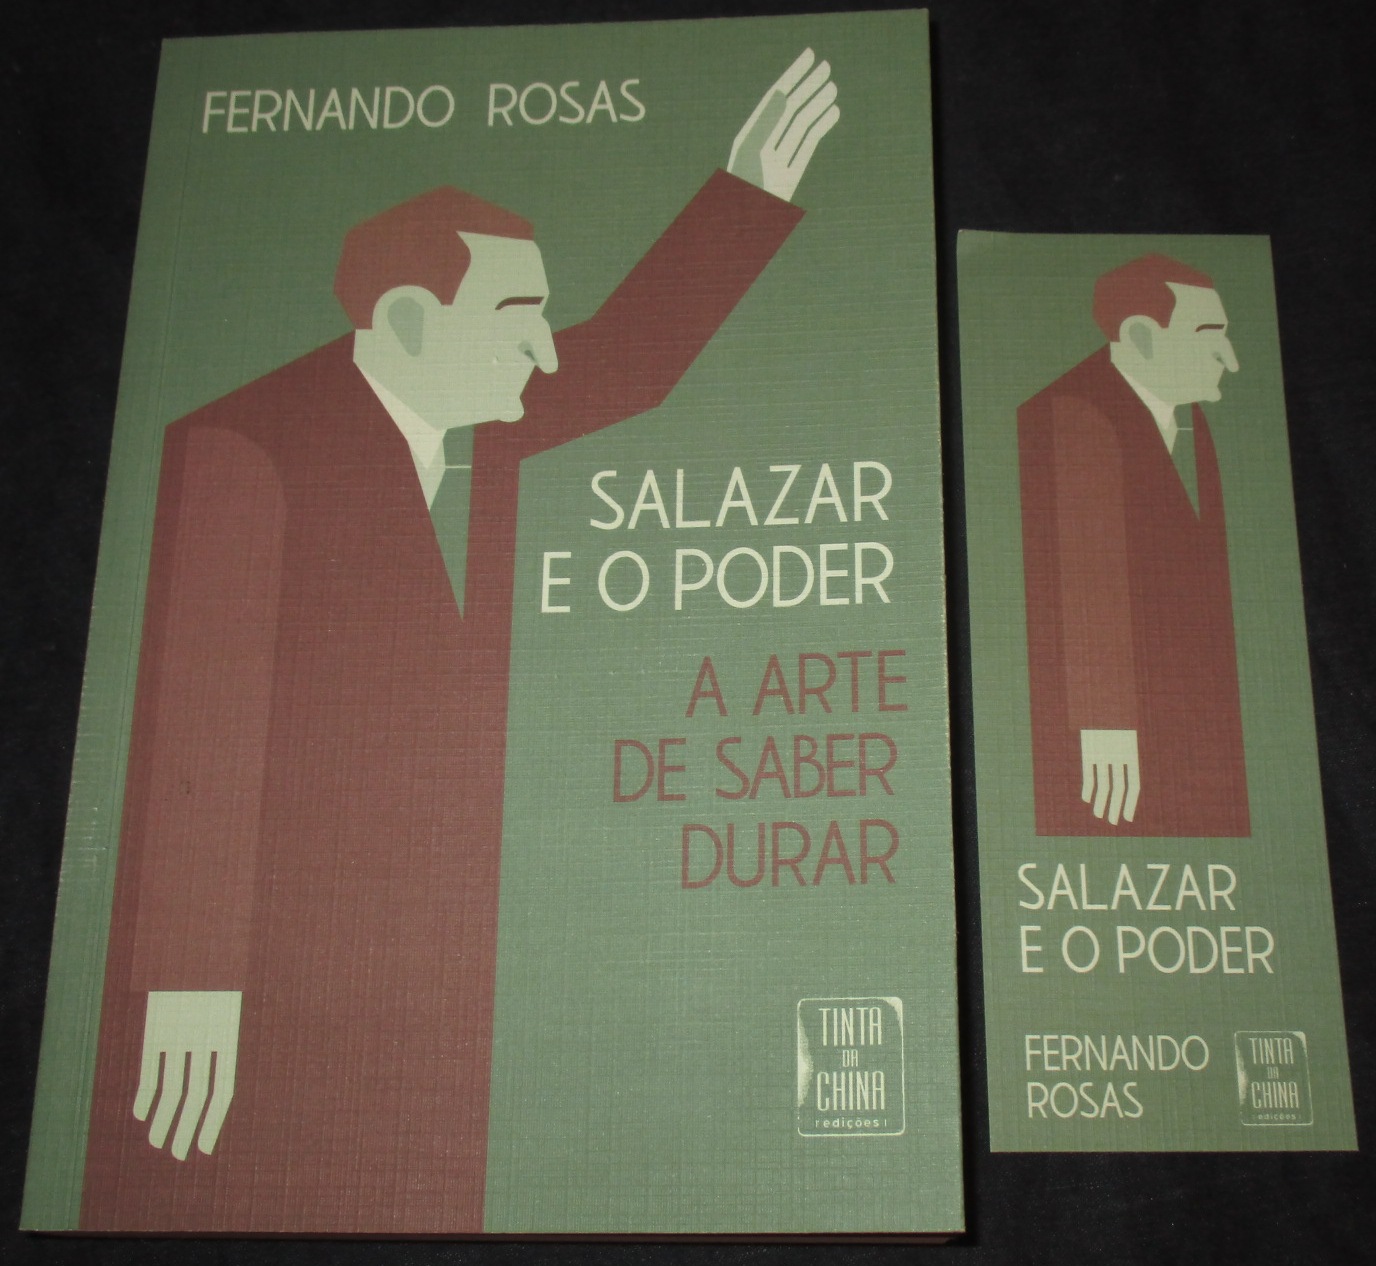 FERNANDO ROSAS
SALAZAR
E O PODER
A ARTE
DE SABER
DURAR
TINTA
DA
CHINA
edições
SALAZAR
E O PODER
FERNANDO
ROSAS
TINTA
DA
CHINA
edições